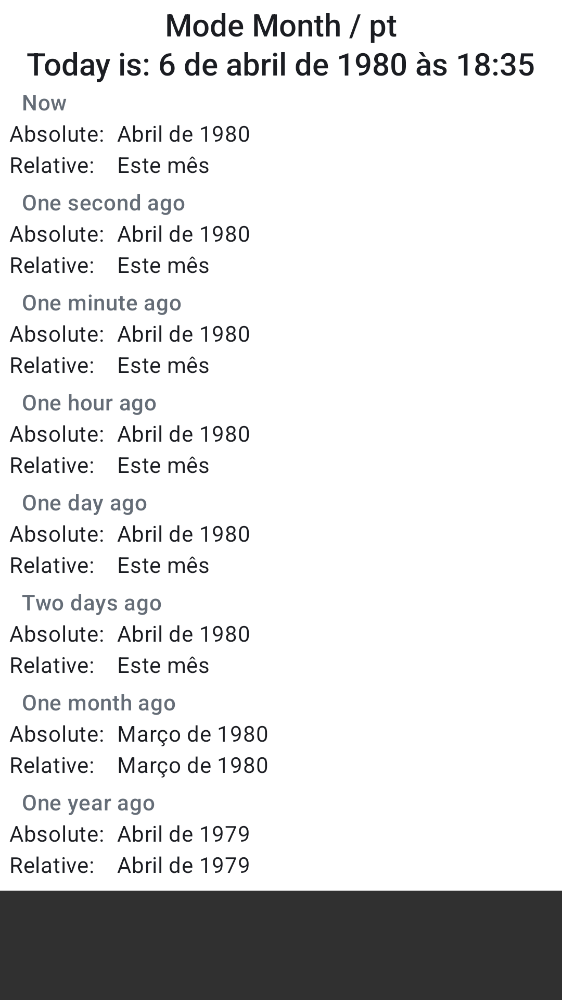 Mode Month / pt
Today is: 6 de abril de 1980 às 18:35
Now
Absolute: Abril de 1980
Relative: Este mês
One second ago
Absolute: Abril de 1980
Relative: Este mês
One minute ago
Absolute: Abril de 1980
Relative: Este mês
One hour ago
Absolute: Abril de 1980
Relative: Este mês
One day ago
Absolute: Abril de 1980
Relative: Este mês
Two days ago
Absolute: Abril de 1980
Relative: Este mês
One month ago
Absolute: Março de 1980
Relative: Março de 1980
One year ago
Absolute: Abril de 1979
Relative: Abril de 1979